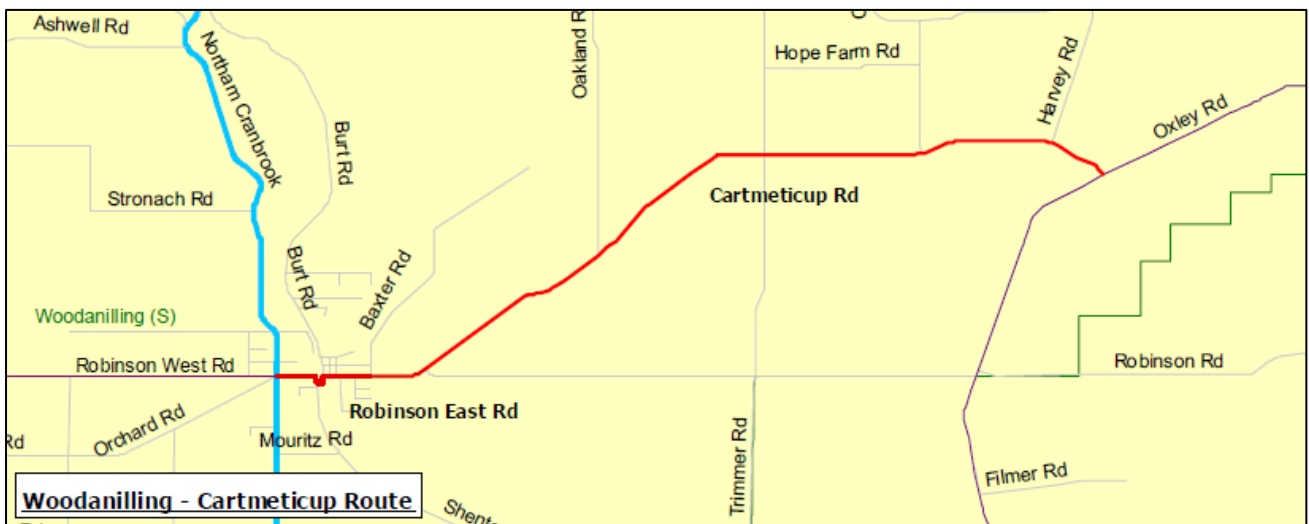 Ashwell Rd
Northam Cranbrook
Oakland R
Hope Farm Rd
Harvey Rd
Oxley Rd
Burt Rd
Stronach Rd
Cartmeticup Rd
Burt Rd
Baxter Rd
Woodanilling (S)
Robinson West Rd
Robinson Rd
Robinson East Rd
Orchard Rd
Rd
Mouritz Rd
Trimmer Rd
Filmer Rd
Woodanilling - Cartmeticup Route
Shent